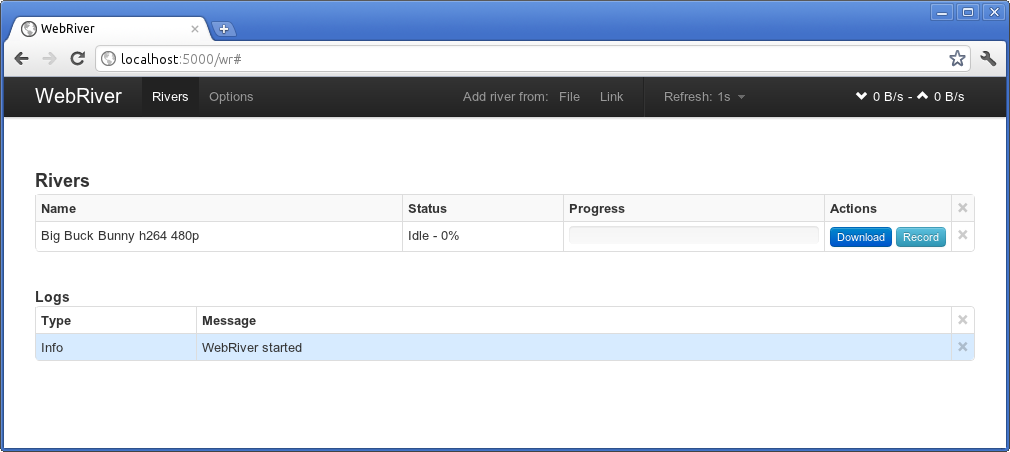 WebRiver
localhost:5000/wr#
WebRiver Rivers Options Add river from: File Link Refresh: 1s 0 B/s - 0 B/s
Rivers
Name Status Progress Actions ×
Big Buck Bunny h264 480p Idle - 0% Download Record ×
Logs
Type Message ×
Info WebRiver started ×